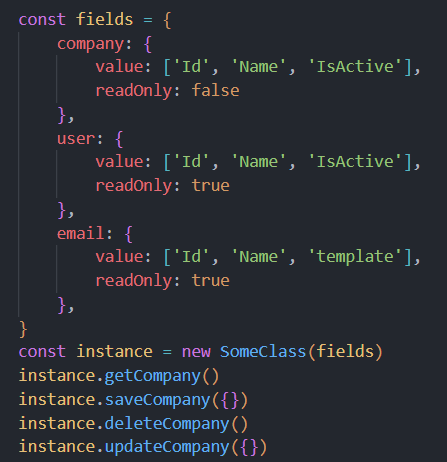 const fields = {
    company: {
        value: ['Id', 'Name', 'IsActive'],
        readOnly: false
    },
    user: {
        value: ['Id', 'Name', 'IsActive'],
        readOnly: true
    },
    email: {
        value: ['Id', 'Name', 'template'],
        readOnly: true
    },
}
const instance = new SomeClass(fields)
instance.getCompany()
instance.saveCompany({})
instance.deleteCompany()
instance.updateCompany({})